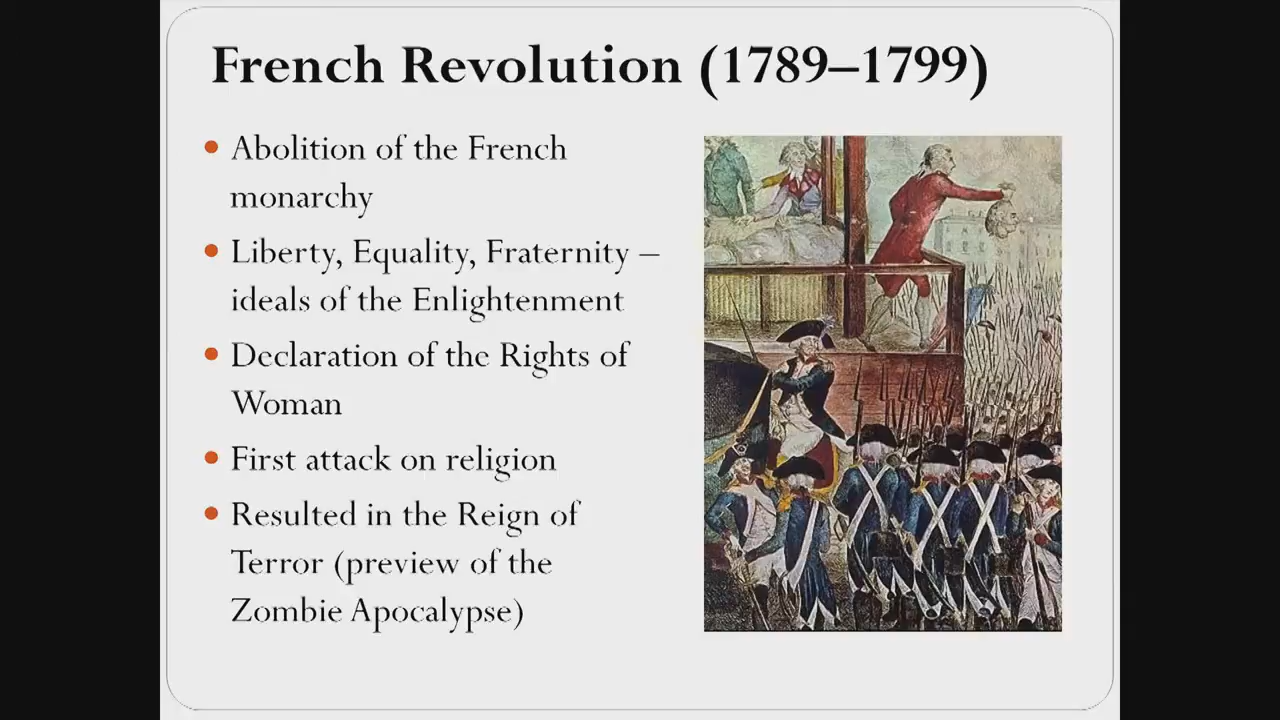 French Revolution (1789–1799)
• Abolition of the French
monarchy
• Liberty, Equality, Fraternity –
ideals of the Enlightenment
• Declaration of the Rights of
Woman
• First attack on religion
• Resulted in the Reign of
Terror (preview of the
Zombie Apocalypse)